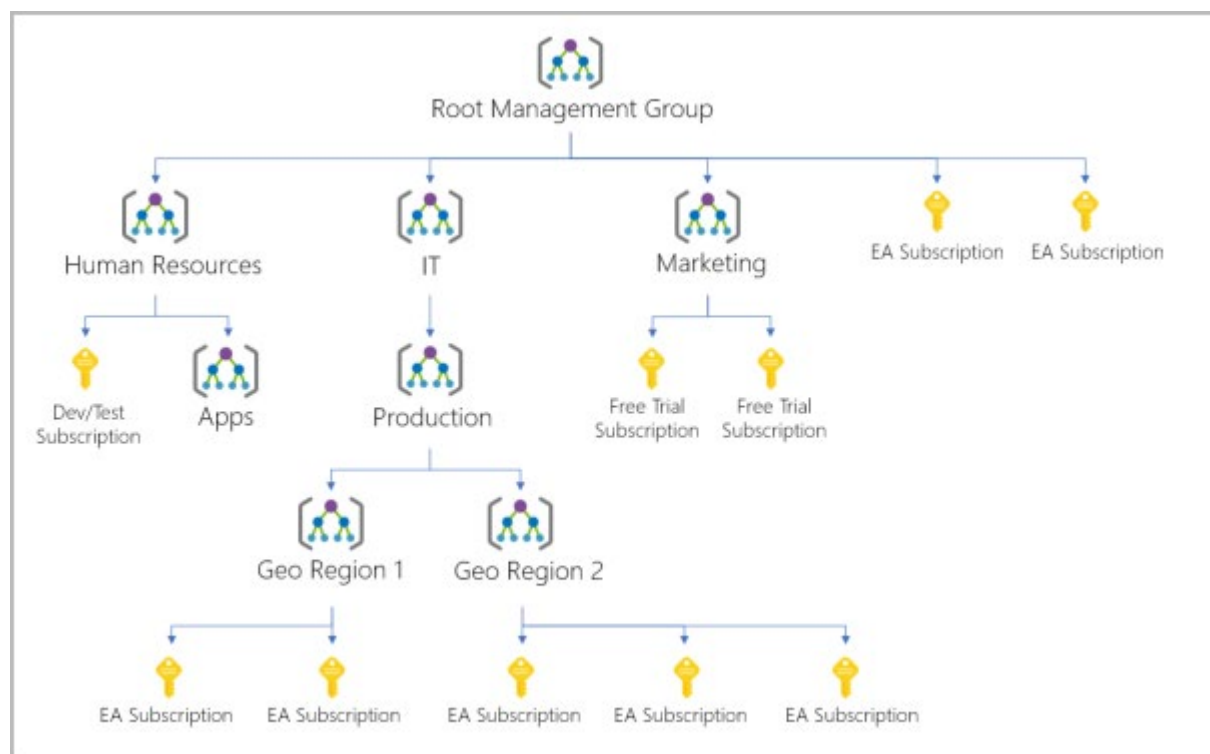 Root Management Group
Human Resources
IT
Marketing
EA Subscription
EA Subscription
Dev/Test
Subscription
Apps
Production
Free Trial
Subscription
Free Trial
Subscription
Geo Region 1
Geo Region 2
EA Subscription
EA Subscription
EA Subscription
EA Subscription
EA Subscription